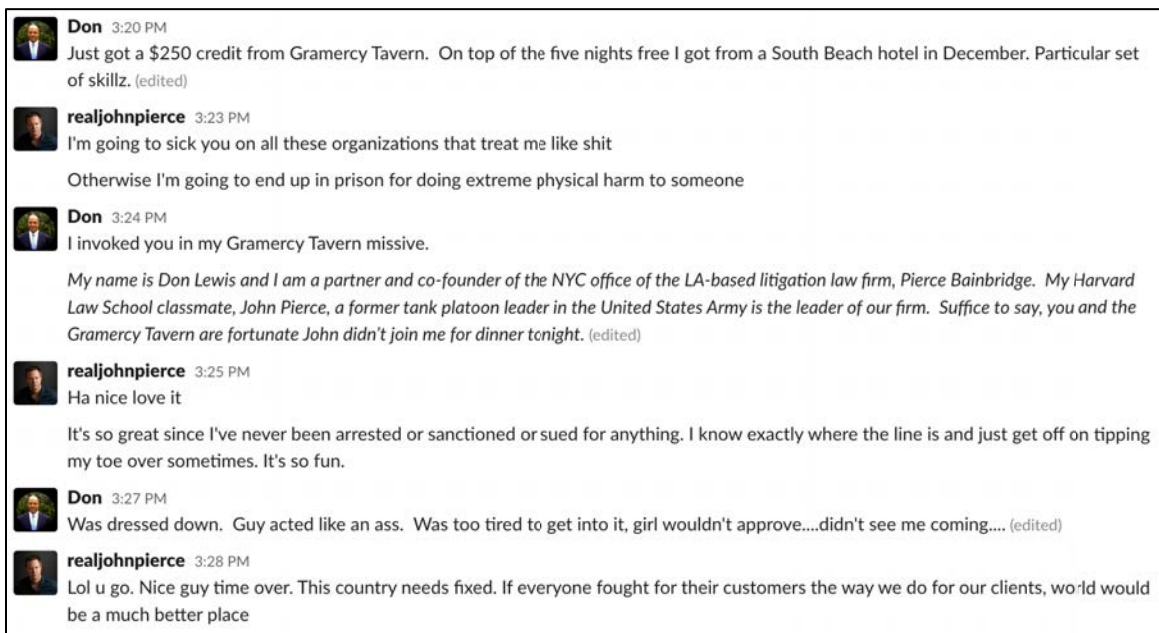 Don 3:20 PM
Just got a $250 credit from Gramercy Tavern. On top of the five nights free I got from a South Beach hotel in December. Particular set
of skillz. (edited)
realjohnpierce 3:23 PM
I'm going to sick you on all these organizations that treat me like shit
Otherwise I'm going to end up in prison for doing extreme physical harm to someone
Don 3:24 PM
I invoked you in my Gramercy Tavern missive.
My name is Don Lewis and I am a partner and co-founder of the NYC office of the LA-based litigation law firm, Pierce Bainbridge. My Harvard
Law School classmate, John Pierce, a former tank platoon leader in the United States Army is the leader of our firm. Suffice to say, you and the
Gramercy Tavern are fortunate John didn't join me for dinner tonight. (edited)
realjohnpierce 3:25 PM
Ha nice love it
It's so great since I've never been arrested or sanctioned or sued for anything. I know exactly where the line is and just get off on tipping
my toe over sometimes. It's so fun.
Don 3:27 PM
Was dressed down. Guy acted like an ass. Was too tired to get into it, girl wouldn't approve....didn't see me coming.... (edited)
realjohnpierce 3:28 PM
Lol u go. Nice guy time over. This country needs fixed. If everyone fought for their customers the way we do for our clients, world would
be a much better place